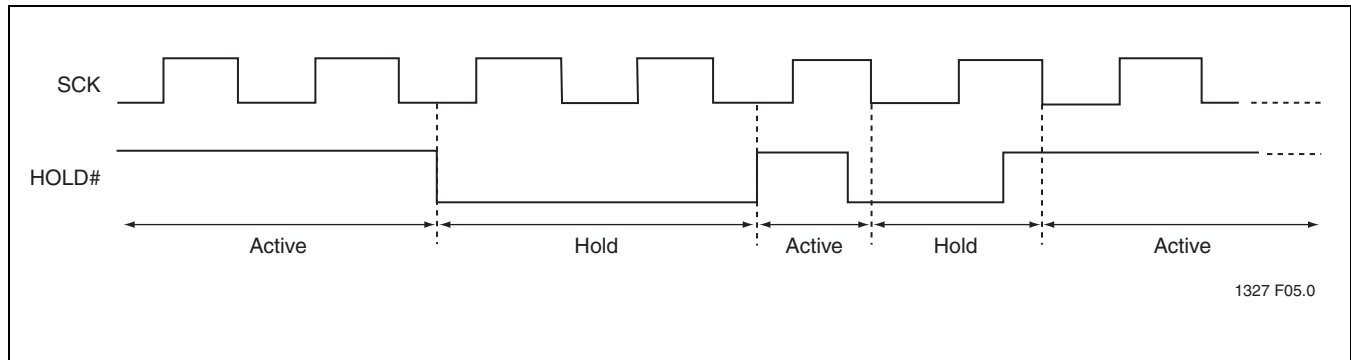 SCK
HOLD#
Active Hold Active Hold Active
1327 F05.0